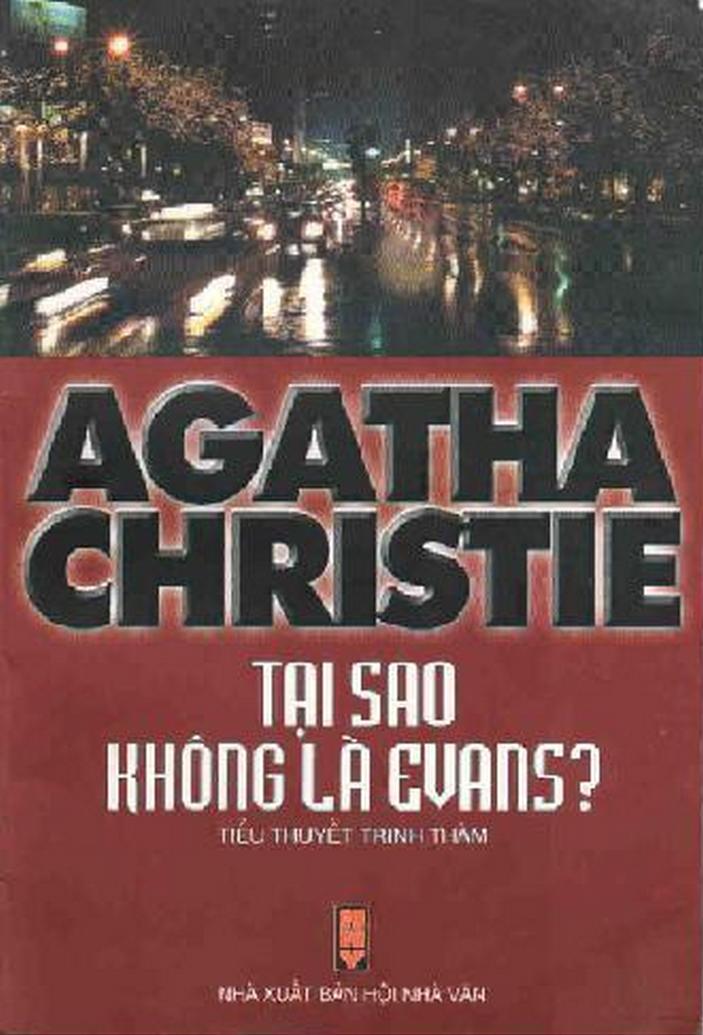 AGATHA
CHRISTIE
TẠI SAO
KHÔNG LÀ EVANS?
TIỂU THUYẾT TRINH THÁM
NHÀ XUẤT BẢN HỘI NHÀ VĂN